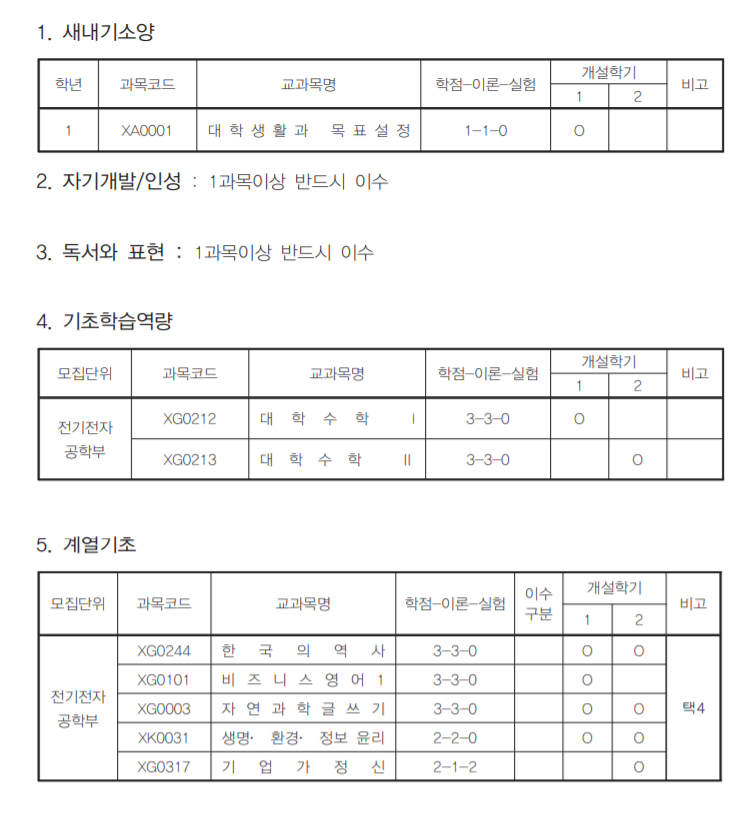 1. 새내기소양
학년 과목코드 교과목명 학점-이론-실험 개설학기 비고
1 2
1 XA0001 대학생활과 목표설정 1-1-0 O
2. 자기개발/인성 : 1과목이상 반드시 이수
3. 독서와 표현 : 1과목이상 반드시 이수
4. 기초학습역량
모집단위 과목코드 교과목명 학점-이론-실험 개설학기 비고
1 2
전기전자 공학부 XG0212 대학수학 I 3-3-0 O
XG0213 대학수학 II 3-3-0 O
5. 계열기초
모집단위 과목코드 교과목명 학점-이론-실험 이수 구분 개설학기 비고
1 2
전기전자 공학부 XG0244 한국의역사 3-3-0 O O 택4
XG0101 비즈니스영어1 3-3-0 O
XG0003 자연과학글쓰기 3-3-0 O O
XK0031 생명· 환경· 정보 윤리 2-2-0 O O
XG0317 기업가정신 2-1-2 O